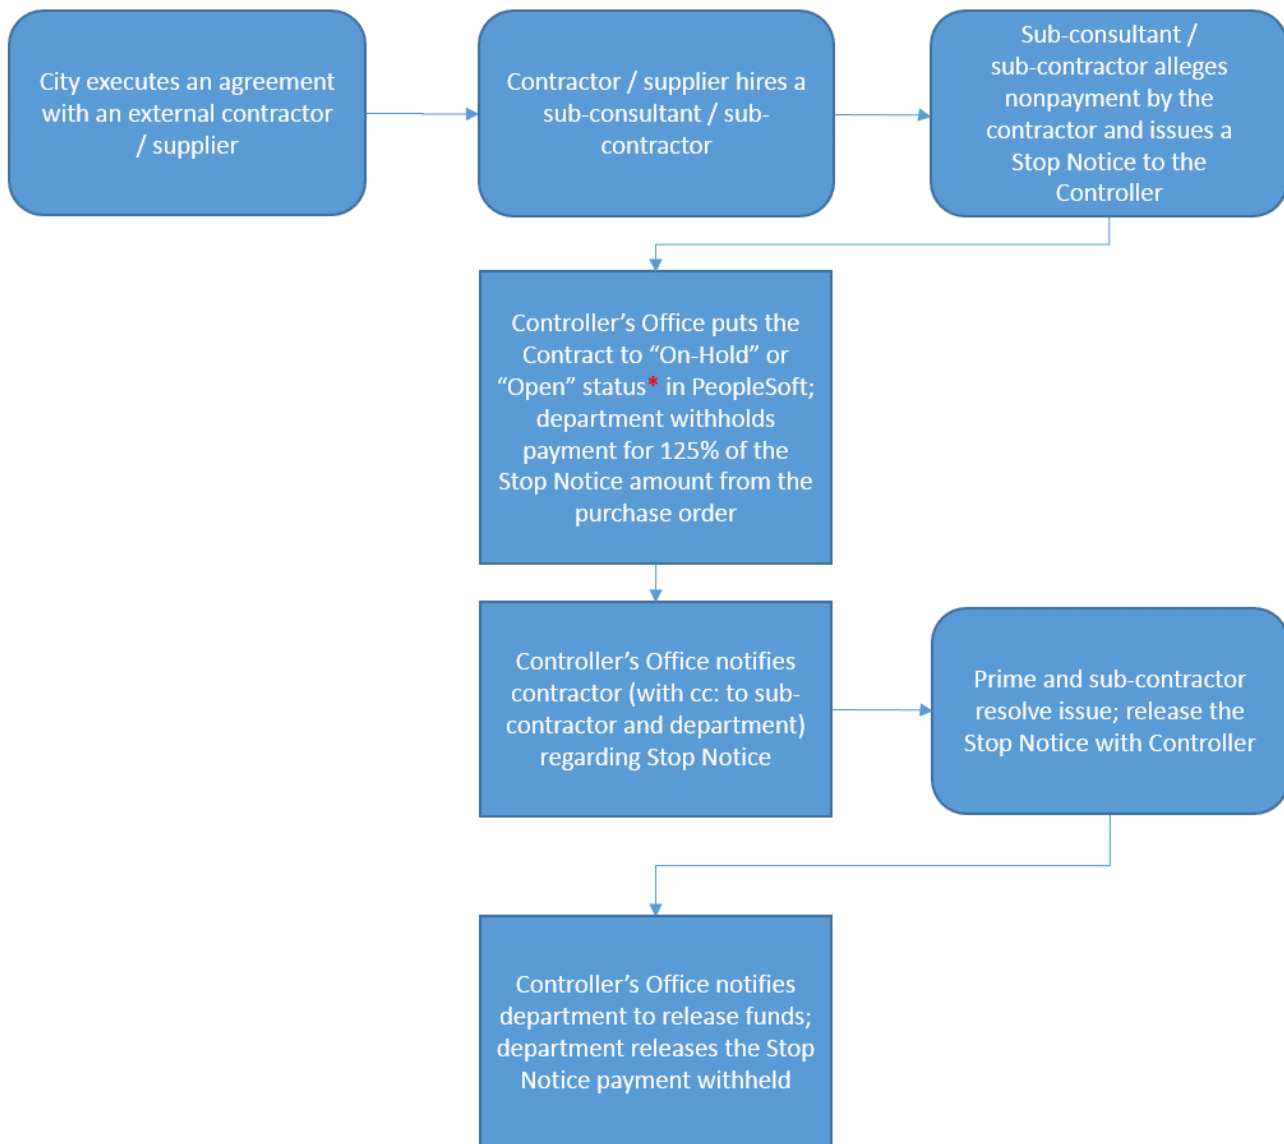 City executes an agreement
with an external contractor
/ supplier
Contractor / supplier hires a
sub-consultant / sub-
contractor
Sub-consultant /
sub-contractor alleges
nonpayment by the
contractor and issues a
Stop Notice to the
Controller
Controller’s Office puts the
Contract to “On-Hold” or
“Open” status* in PeopleSoft;
department withholds
payment for 125% of the
Stop Notice amount from the
purchase order
Controller’s Office notifies
contractor (with cc: to sub-
contractor and department)
regarding Stop Notice
Prime and sub-contractor
resolve issue; release the
Stop Notice with Controller
Controller’s Office notifies
department to release funds;
department releases the Stop
Notice payment withheld